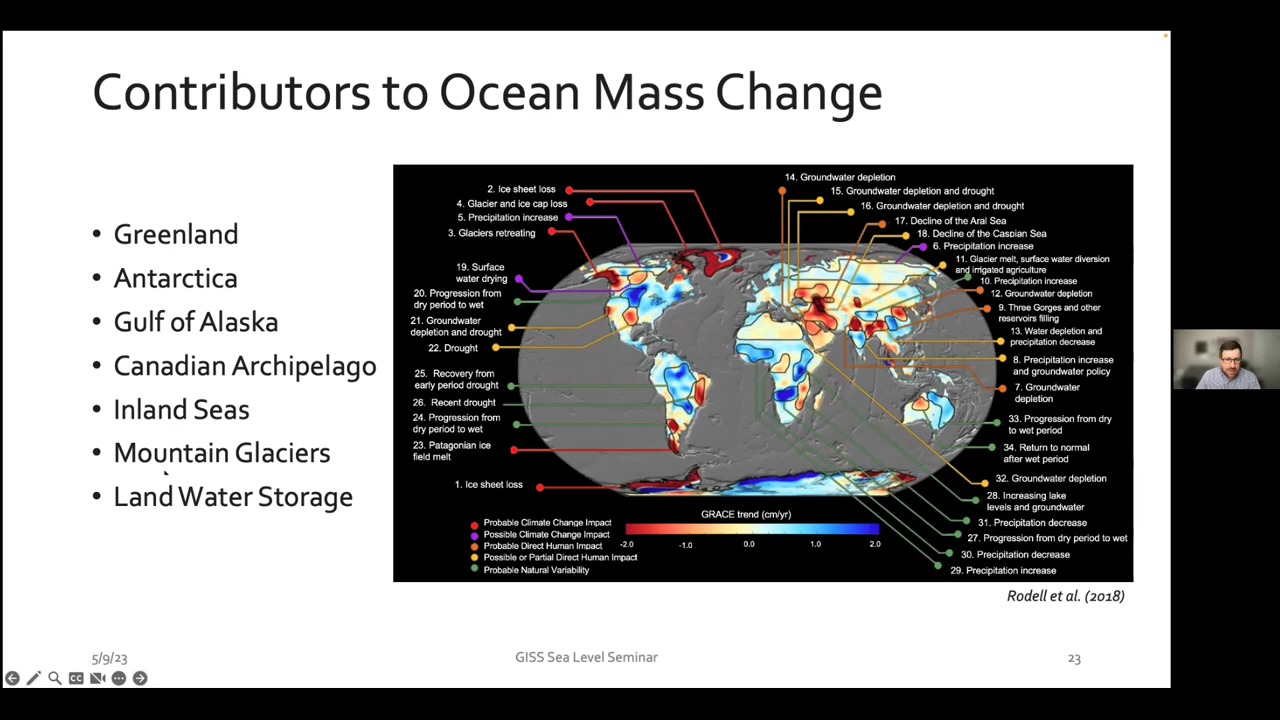 Contributors to Ocean Mass Change
• Greenland
• Antarctica
• Gulf of Alaska
• Canadian Archipelago
• Inland Seas
• Mountain Glaciers
• Land Water Storage
2. Ice sheet loss
4. Glacier and ice cap loss
5. Precipitation increase
3. Glaciers retreating
19. Surface
water drying
20. Progression from
dry period to wet
21. Groundwater
depletion and drought
22. Drought
25. Recovery from
early period drought
26. Recent drought
24. Progression from
dry period to wet
23. Patagonian ice
field melt
1. Ice sheet loss
14. Groundwater depletion
15. Groundwater depletion and drought
16. Groundwater depletion and drought
17. Decline of the Aral Sea
18. Decline of the Caspian Sea
6. Precipitation increase
11. Glacier melt, surface water diversion
and irrigated agriculture
10. Precipitation increase
12. Groundwater depletion
9. Three Gorges and other
reservoirs filling
13. Water depletion and
precipitation decrease
8. Precipitation increase
and groundwater policy
7. Groundwater
depletion
33. Progression from dry
to wet period
34. Return to normal
after wet period
32. Groundwater depletion
28. Increasing lake
levels and groundwater
31. Precipitation decrease
27. Progression from dry period to wet
30. Precipitation decrease
29. Precipitation increase
Probable Climate Change Impact
Possible Climate Change Impact
Probable Direct Human Impact
Possible or Partial Direct Human Impact
Probable Natural Variability
GRACE trend (cm/yr)
-2.0 -1.0 0.0 1.0 2.0
Rodell et al. (2018)
5/9/23
GISS Sea Level Seminar
23
CC